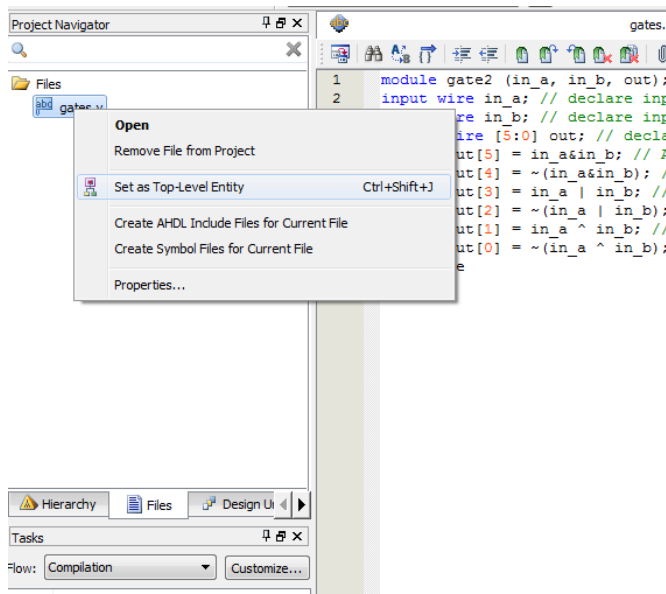 Project Navigator
gates.
Files
gates.v
Open
Remove File from Project
Set as Top-Level Entity Ctrl+Shift+J
Create AHDL Include Files for Current File
Create Symbol Files for Current File
Properties...
1 module gate2 (in_a, in_b, out);
2 input wire in_a; // declare inp
re in_b; // declare inp
ire [5:0] out; // decla
ut[5] = in_a&in_b; // A
ut[4] = ~(in_a&in_b); /
ut[3] = in_a | in_b; //
ut[2] = ~(in_a | in_b);
ut[1] = in_a ^ in_b; //
ut[0] = ~(in_a ^ in_b);
e
Hierarchy Files Design U
Tasks
Flow: Compilation Customize...